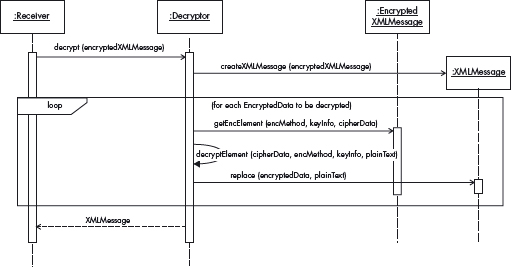 :Receiver
:Decryptor
:Encrypted
XMLMessage
decrypt (encryptedXMLMessage)
createXMLMessage (encryptedXMLMessage)
:XMLMessage
loop
(for each EncryptedData to be decrypted)
getEncElement (encMethod, keyInfo, cipherData)
decryptElement (cipherData, encMethod, keyInfo, plainText)
replace (encryptedData, plainText)
XMLMessage